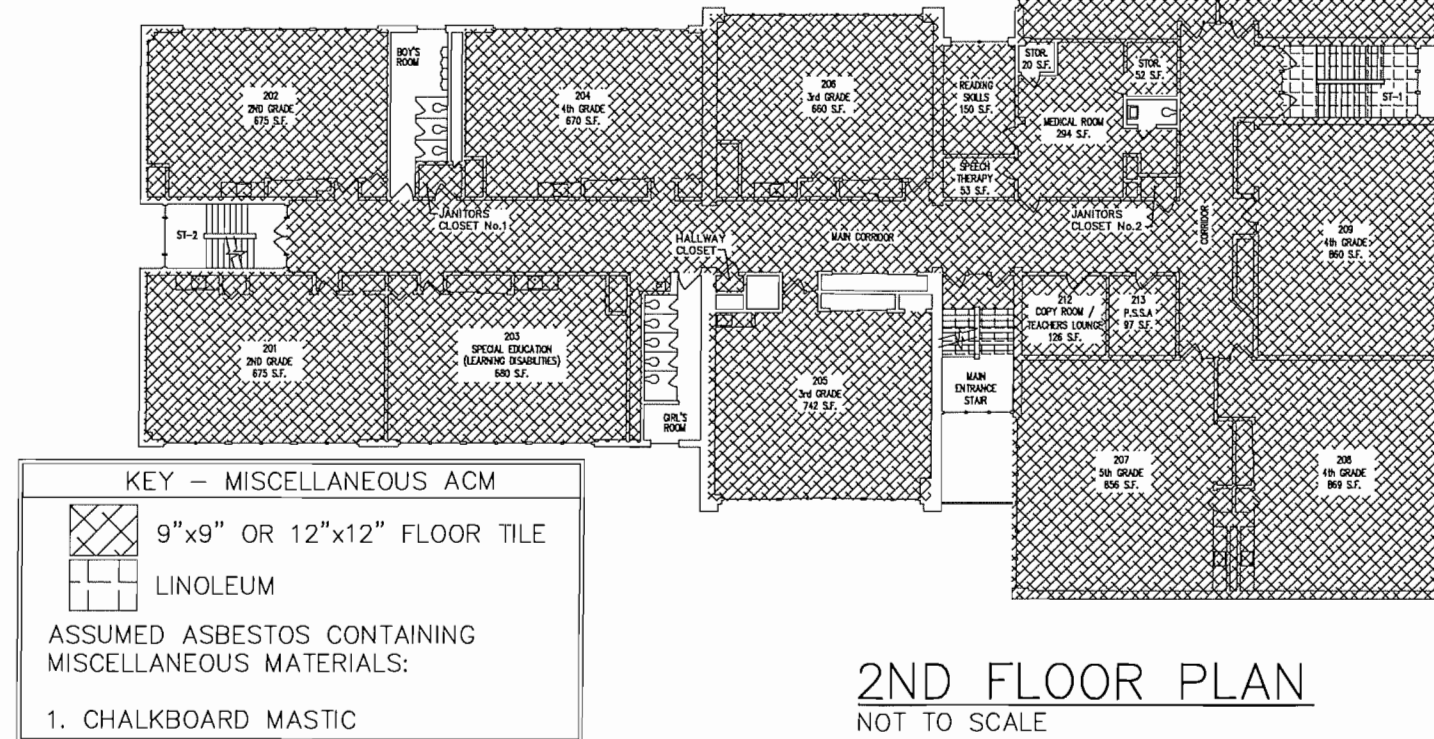 202
2ND GRADE
675 S.F.
BOY'S
ROOM
204
4th GRADE
670 S.F.
206
3rd GRADE
660 S.F.
READING
SKILLS
150 S.F.
STOR.
20 S.F.
STOR.
52 S.F.
MEDICAL ROOM
294 S.F.
ST-1
SPEECH
THERAPY
53 S.F.
JANITORS
CLOSET No.1
JANITORS
CLOSET No.2
ST-2
HALLWAY
CLOSET
MAIN CORRIDOR
CORRIDOR
209
4th GRADE
860 S.F.
201
2ND GRADE
675 S.F.
203
SPECIAL EDUCATION
(LEARNING DISABILITIES)
680 S.F.
GIRL'S
ROOM
205
3rd GRADE
742 S.F.
MAIN
ENTRANCE
STAIR
212
COPY ROOM /
TEACHERS LOUNGE
126 S.F.
213
P.S.S.A
97 S.F.
207
5th GRADE
856 S.F.
208
4th GRADE
869 S.F.
KEY – MISCELLANEOUS ACM
9"x9" OR 12"x12" FLOOR TILE
LINOLEUM
ASSUMED ASBESTOS CONTAINING
MISCELLANEOUS MATERIALS:
1. CHALKBOARD MASTIC
2ND FLOOR PLAN
NOT TO SCALE